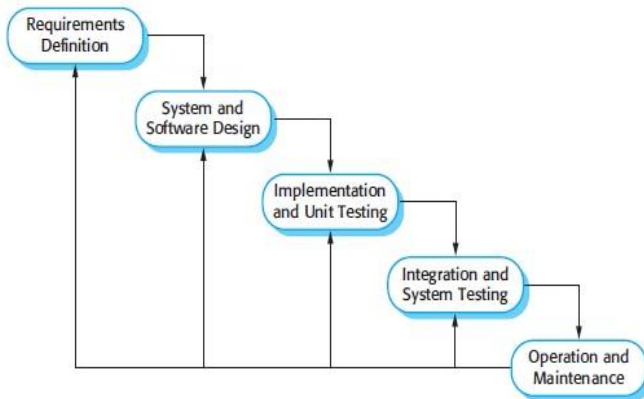 Requirements
Definition
System and
Software Design
Implementation
and Unit Testing
Integration and
System Testing
Operation and
Maintenance